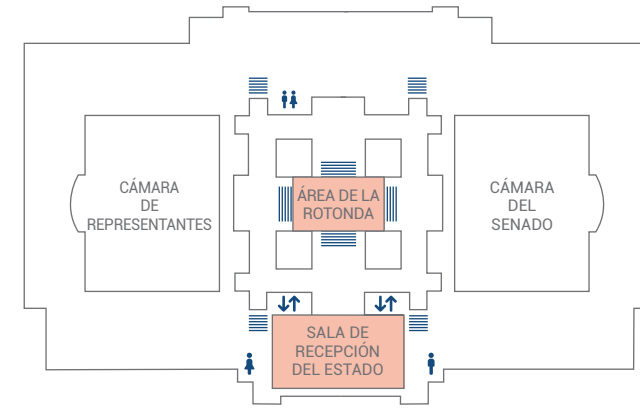 CÁMARA
DE
REPRESENTANTES
ÁREA DE LA
ROTONDA
CÁMARA
DEL
SENADO
SALA DE
RECEPCIÓN
DEL ESTADO